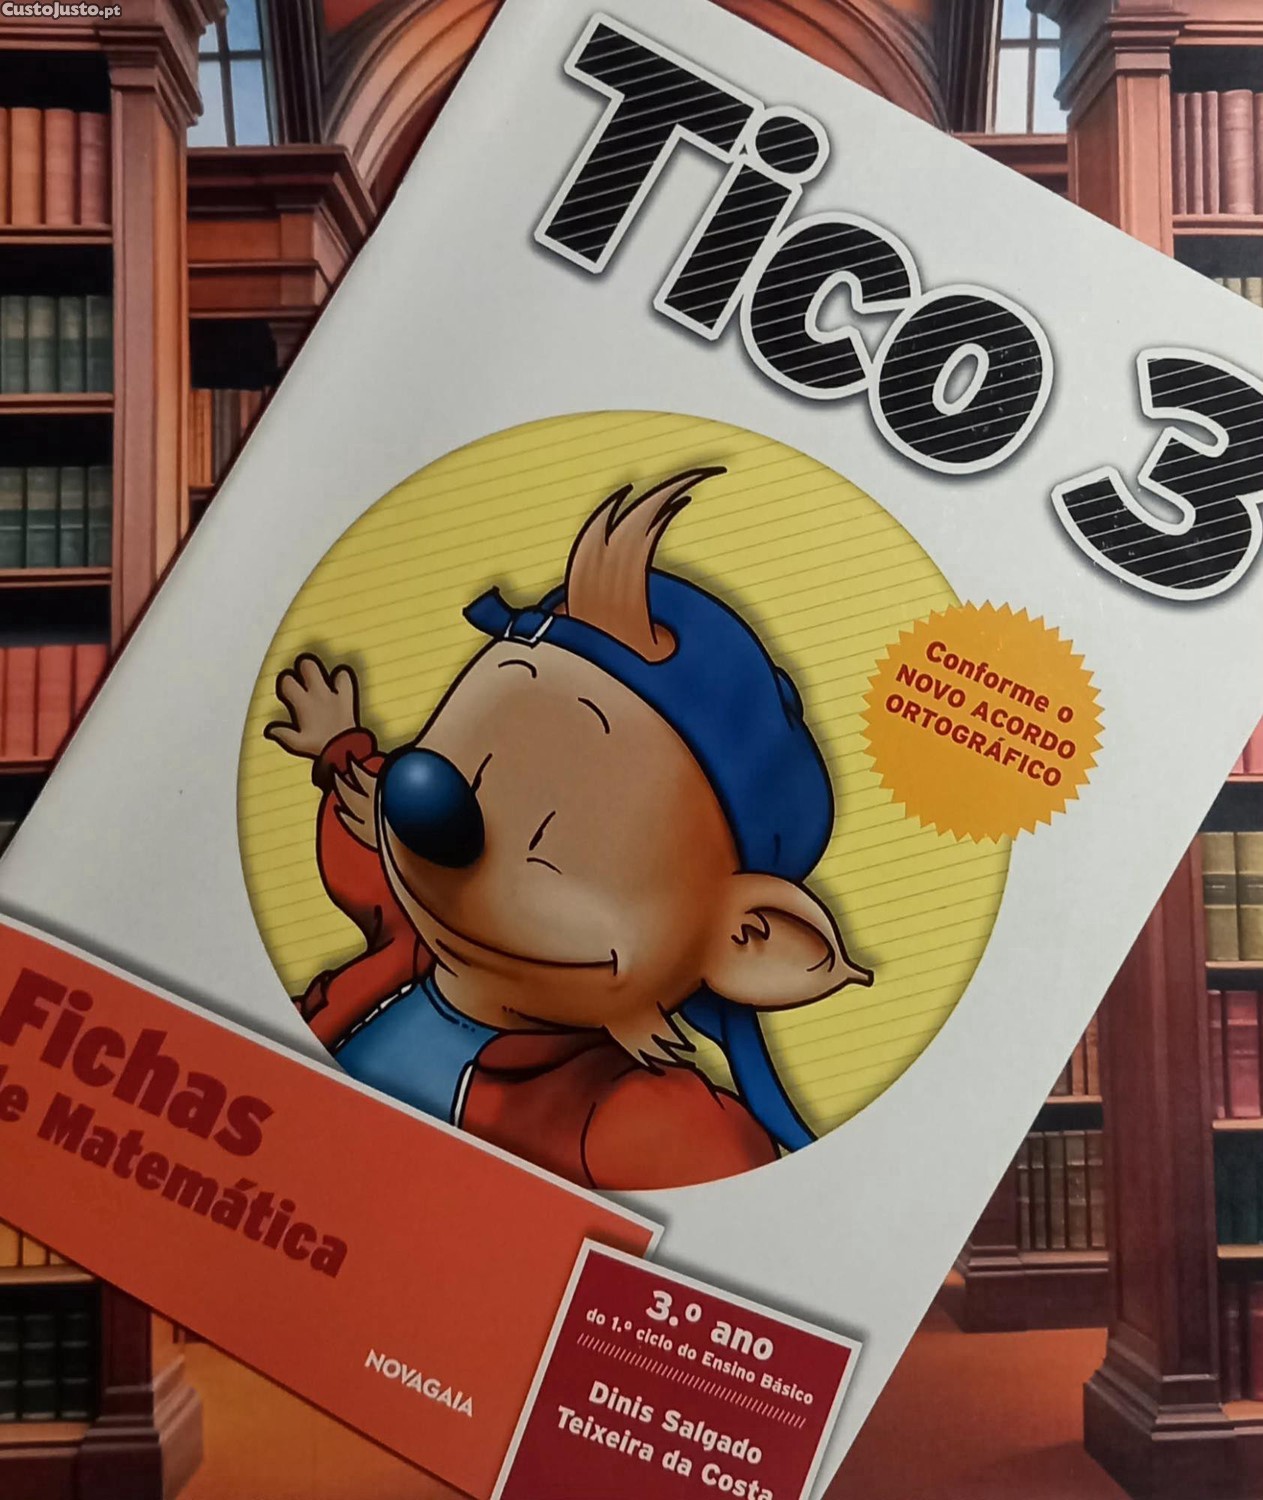 CustoJusto.pt
Tico 3
Conforme o
NOVO ACORDO
ORTOGRÁFICO
Fichas
de Matemática
NOVAGAIA
3.º ano
do 1.º ciclo do Ensino Básico
Dinis Salgado
Teixeira da Costa